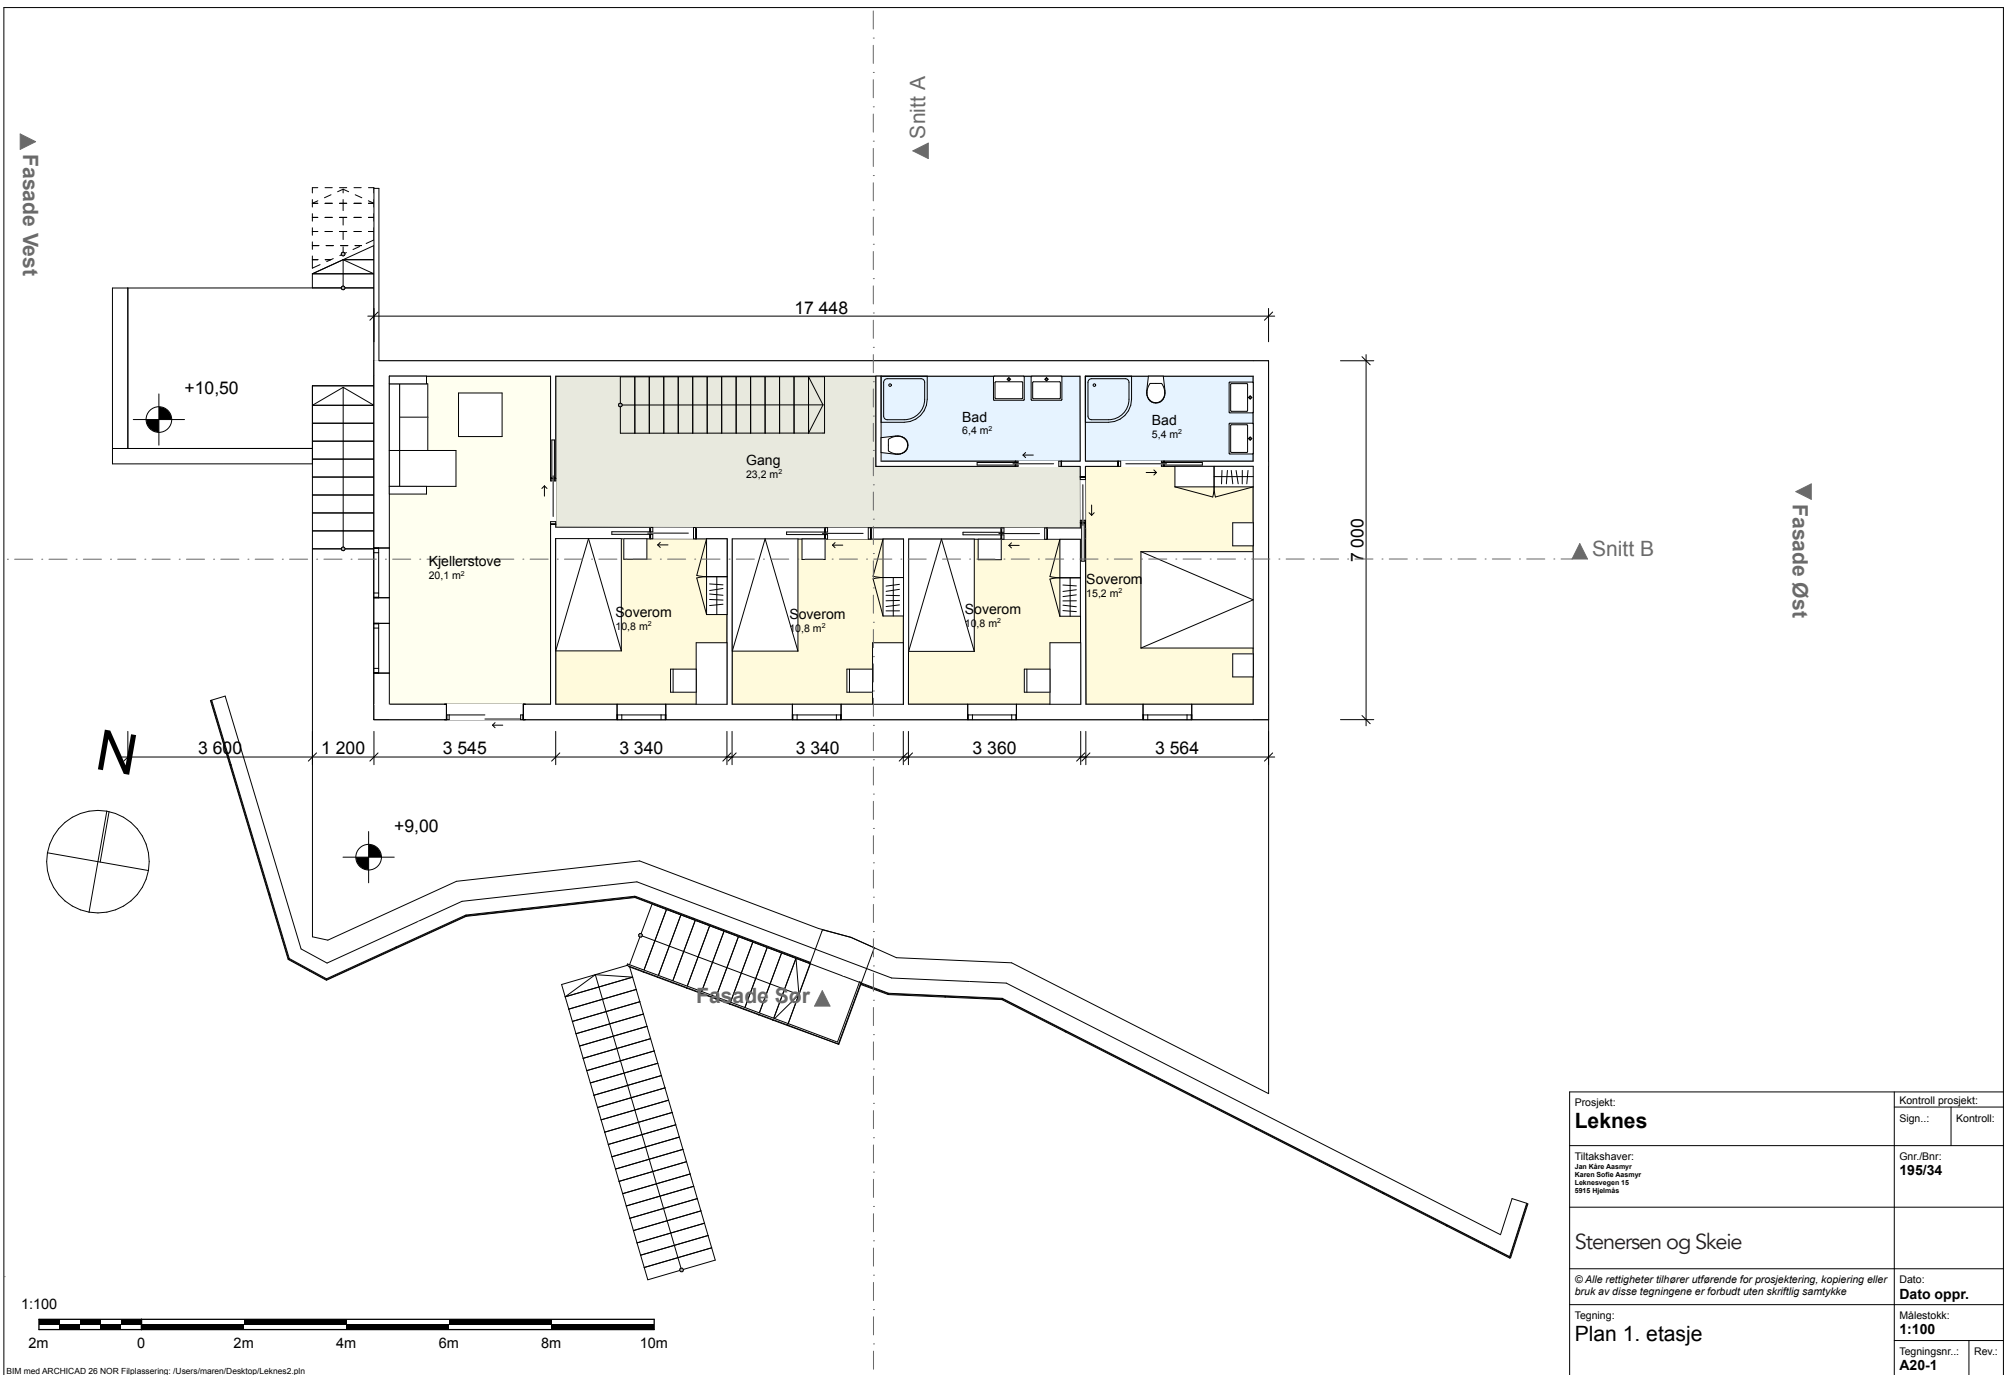 ▲ Fasade Vest
▲ Snitt A
17 448
+10,50
Bad
6,4 m²
Bad
5,4 m²
Gang
23,2 m²
▲ Fasade Øst
7 000
▲ Snitt B
Kjellerstove
20,1 m²
Soverom
10,8 m²
Soverom
10,8 m²
Soverom
10,8 m²
Soverom
15,2 m²
N
3 600
1 200
3 545
3 340
3 340
3 360
3 564
+9,00
Fasade Sør ▲
1:100
2m 0 2m 4m 6m 8m 10m
BIM med ARCHICAD 26 NOR Filplassering: /Users/maren/Desktop/Leknes2.pln
Prosjekt:
Leknes
Kontroll prosjekt:
Sign..: Kontroll:
Tiltakshaver:
Jan Kåre Aasmyr
Karen Sofie Aasmyr
Leknesvegen 15
5915 Hjelmås
Gnr./Bnr:
195/34
Stenersen og Skeie
© Alle rettigheter tilhører utførende for prosjektering, kopiering eller
bruk av disse tegningene er forbudt uten skriftlig samtykke
Dato:
Dato oppr.
Tegning:
Plan 1. etasje
Målestokk:
1:100
Tegningsnr..: Rev.:
A20-1